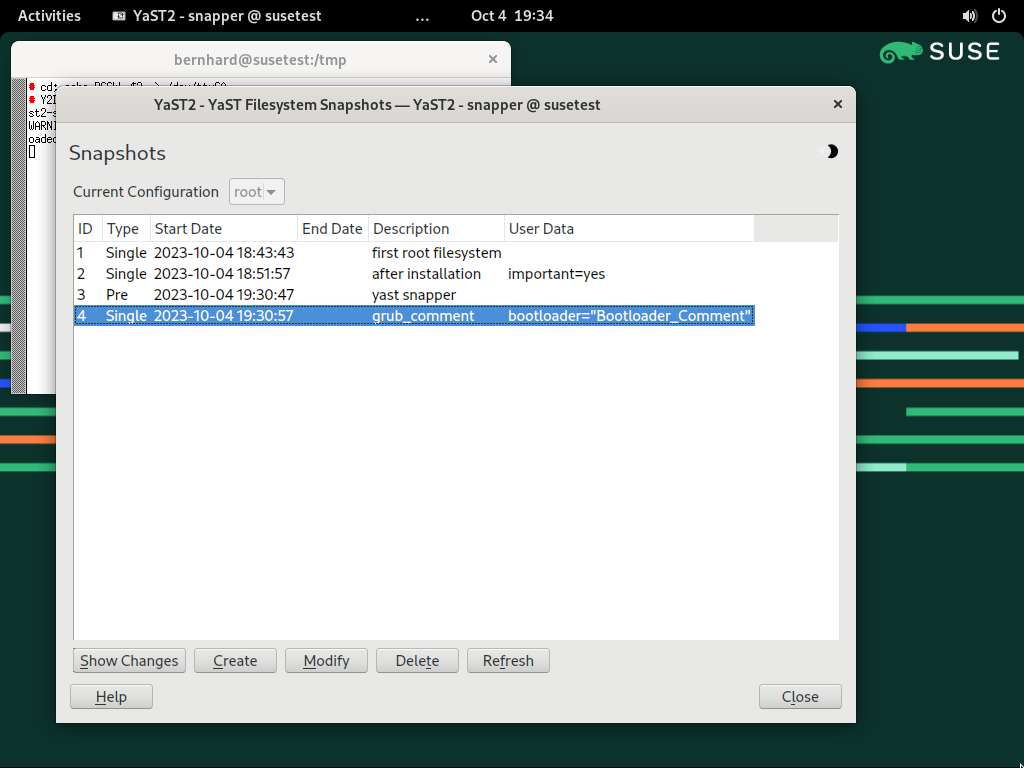 Activities YaST2 - snapper @ susetest ... Oct 4 19:34
SUSE
bernhard@susetest:/tmp
cd;
Y2
st2-s
WARNI
oaded
YaST2 - YaST Filesystem Snapshots — YaST2 - snapper @ susetest
Snapshots
Current Configuration root
ID Type Start Date End Date Description User Data
1 Single 2023-10-04 18:43:43 first root filesystem
2 Single 2023-10-04 18:51:57 after installation important=yes
3 Pre 2023-10-04 19:30:47 yast snapper
4 Single 2023-10-04 19:30:57 grub_comment bootloader="Bootloader_Comment"
Show Changes Create Modify Delete Refresh
Help Close